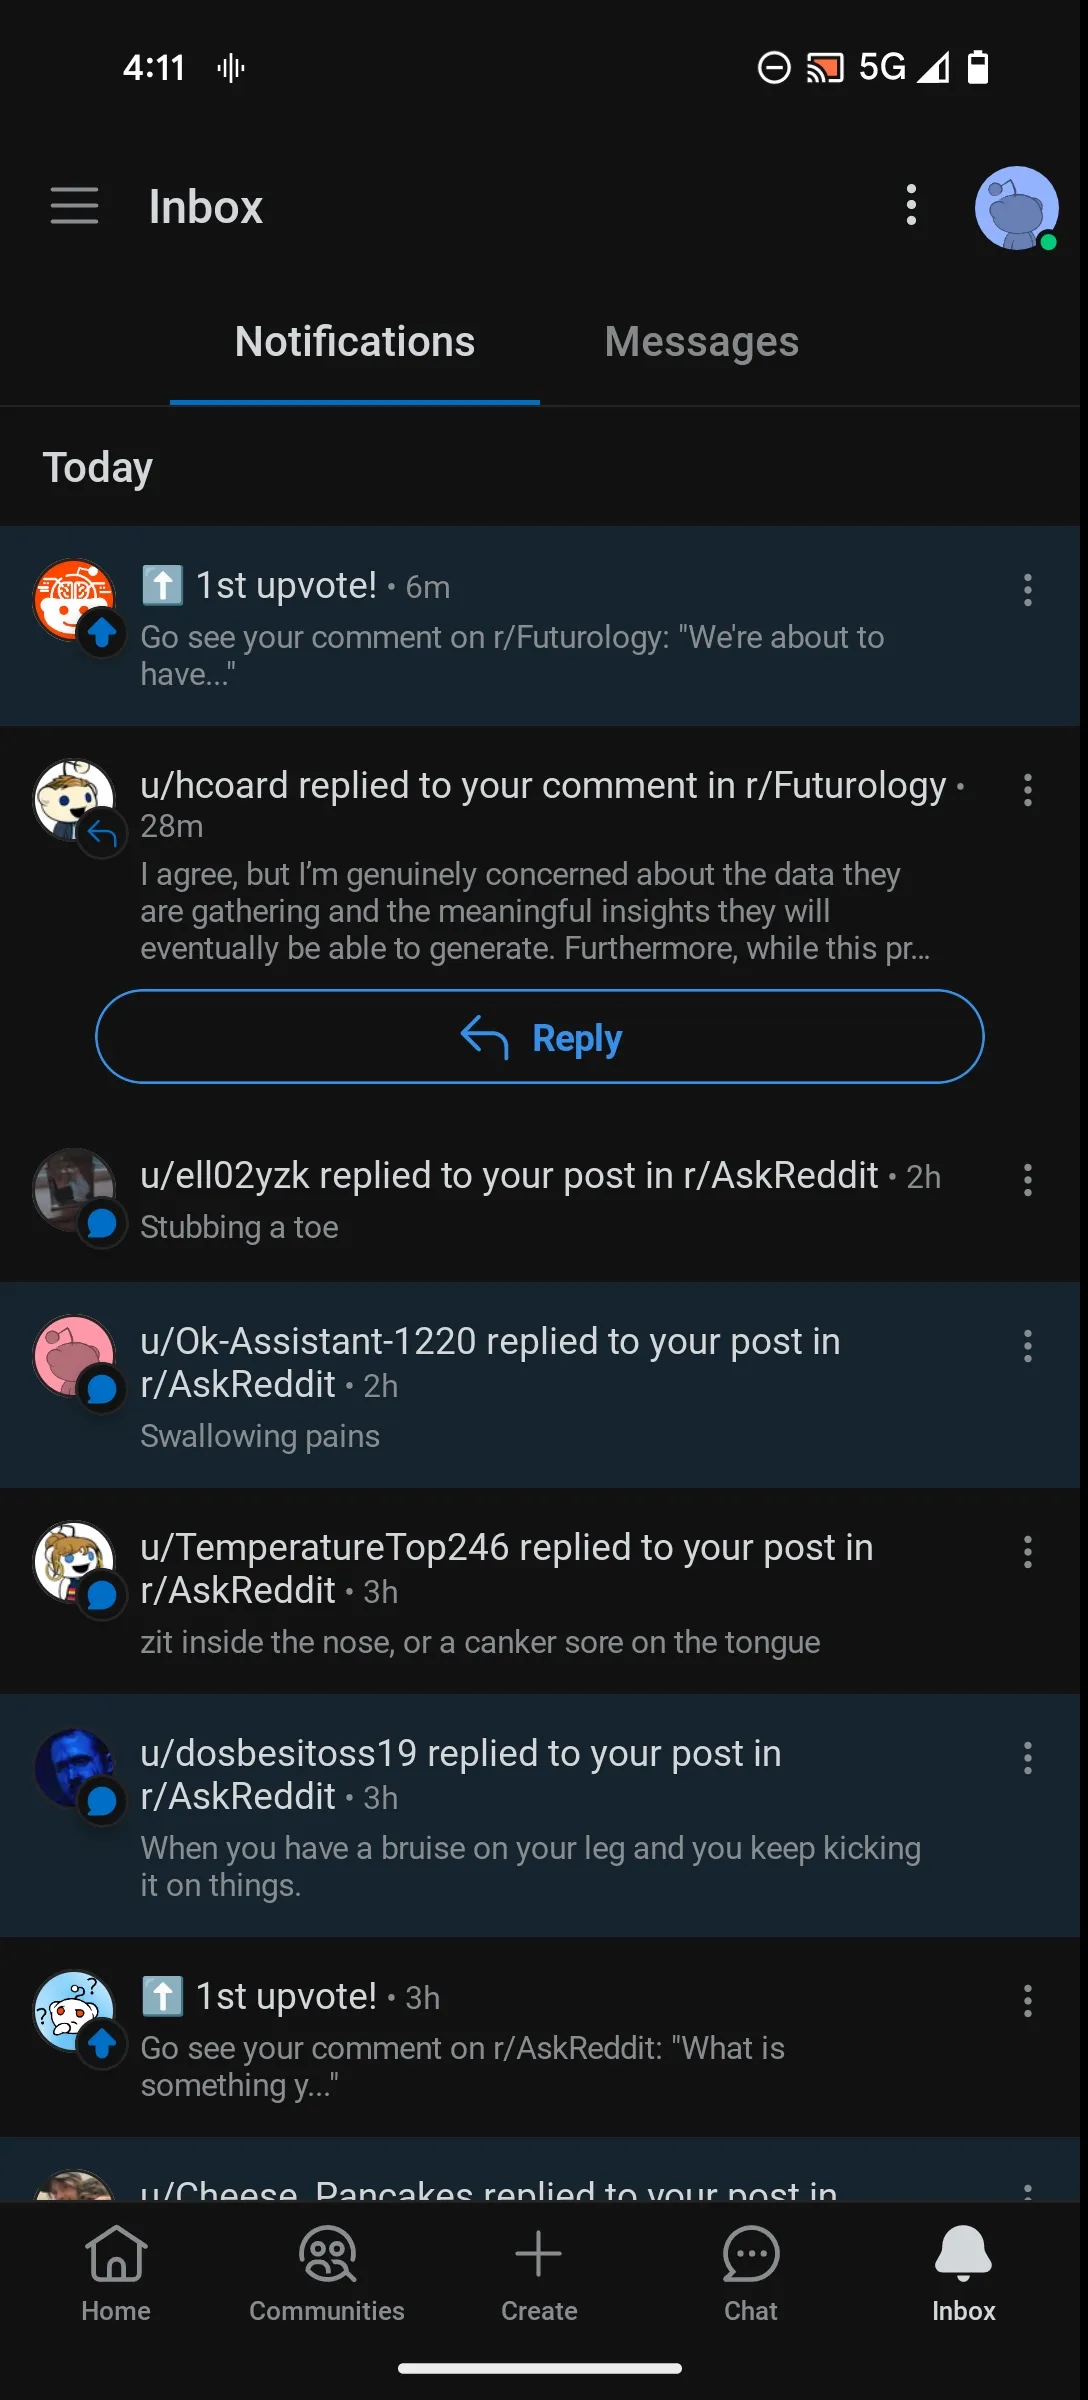 4:11
5G
Inbox
Notifications
Messages
Today
⬆️ 1st upvote! • 6m
Go see your comment on r/Futurology: "We're about to
have..."
u/hcoard replied to your comment in r/Futurology •
28m
I agree, but I’m genuinely concerned about the data they
are gathering and the meaningful insights they will
eventually be able to generate. Furthermore, while this pr...
Reply
u/ell02yzk replied to your post in r/AskReddit • 2h
Stubbing a toe
u/Ok-Assistant-1220 replied to your post in
r/AskReddit • 2h
Swallowing pains
u/TemperatureTop246 replied to your post in
r/AskReddit • 3h
zit inside the nose, or a canker sore on the tongue
u/dosbesitoss19 replied to your post in
r/AskReddit • 3h
When you have a bruise on your leg and you keep kicking
it on things.
⬆️ 1st upvote! • 3h
Go see your comment on r/AskReddit: "What is
something y..."
u/Cheese_Pancakes replied to your post in
Home
Communities
Create
Chat
Inbox